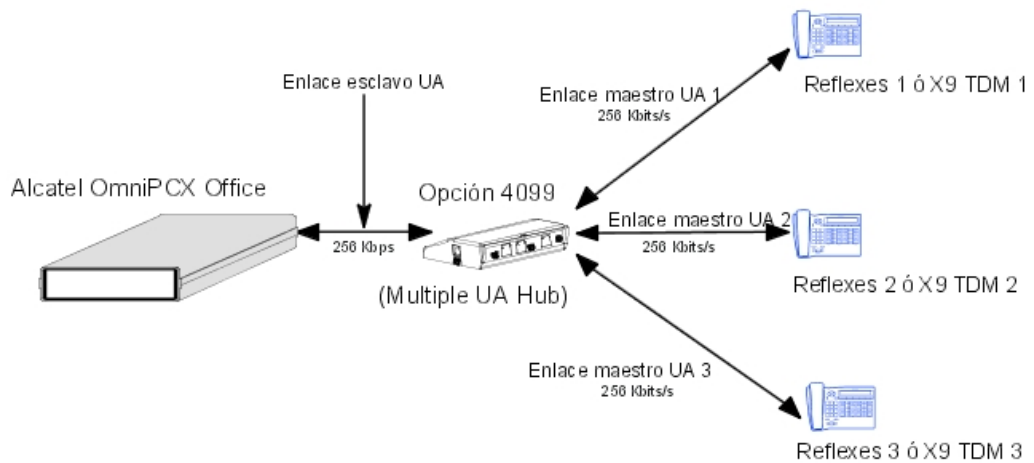 Enlace esclavo UA
Enlace maestro UA 1
256 Kbits/s
Reflexes 1 ó X9 TDM 1
Alcatel OmniPCX Office
Opción 4099
256 Kbps
Enlace maestro UA 2
256 Kbits/s
(Multiple UA Hub)
Reflexes 2 ó X9 TDM 2
Enlace maestro UA 3
256 Kbits/s
Reflexes 3 ó X9 TDM 3